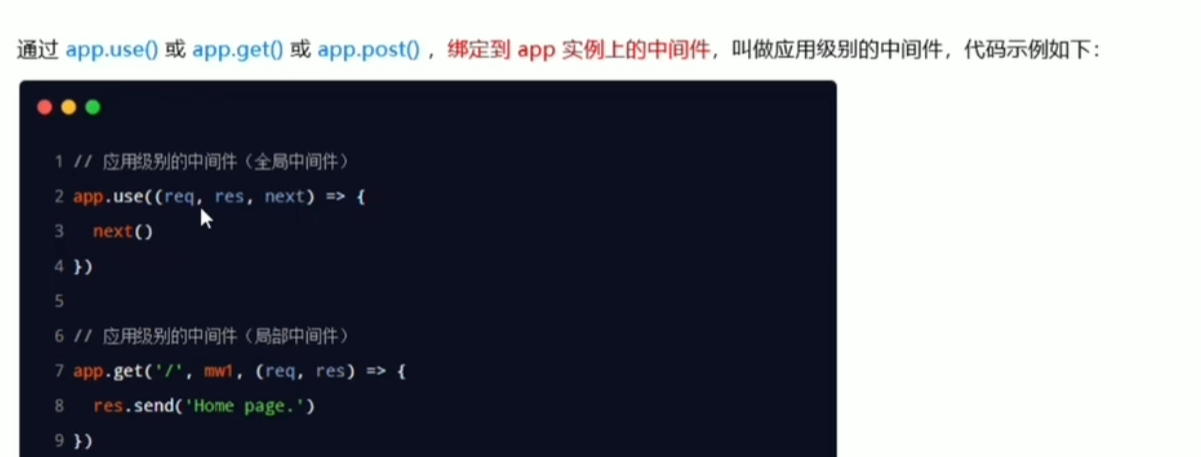 通过 app.use() 或 app.get() 或 app.post() ，绑定到 app 实例上的中间件，叫做应用级别的中间件，代码示例如下：
1 // 应用级别的中间件（全局中间件）
2 app.use((req, res, next) => {
3   next()
4 })
5
6 // 应用级别的中间件（局部中间件）
7 app.get('/', mw1, (req, res) => {
8   res.send('Home page.')
9 })